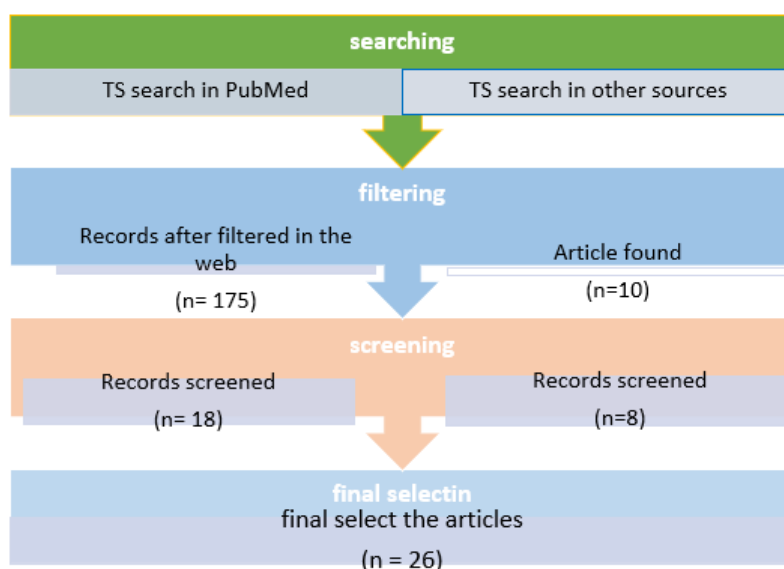 searching
TS search in PubMed
TS search in other sources
filtering
Records after filtered in the
web
(n= 175)
Article found
(n=10)
screening
Records screened
(n= 18)
Records screened
(n=8)
final selectin
final select the articles
(n = 26)